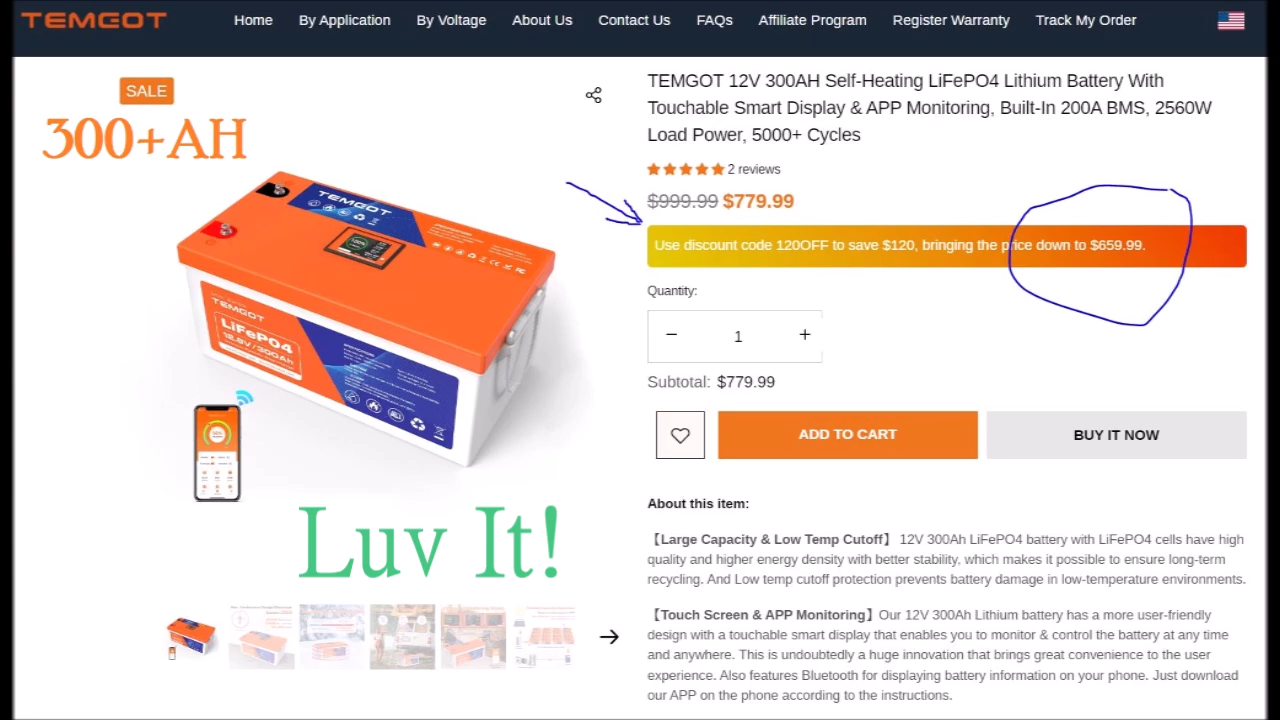 TEMGOT
Home By Application By Voltage About Us Contact Us FAQs Affiliate Program Register Warranty Track My Order
SALE
300+AH
TEMGOT
TEMGOT
LiFePO4
12.8V/300Ah
Luv It!
TEMGOT 12V 300AH Self-Heating LiFePO4 Lithium Battery With
Touchable Smart Display & APP Monitoring, Built-In 200A BMS, 2560W
Load Power, 5000+ Cycles
2 reviews
$999.99 $779.99
Use discount code 120OFF to save $120, bringing the price down to $659.99.
Quantity:
− 1 +
Subtotal: $779.99
ADD TO CART BUY IT NOW
About this item:
【Large Capacity & Low Temp Cutoff】 12V 300Ah LiFePO4 battery with LiFePO4 cells have high
quality and higher energy density with better stability, which makes it possible to ensure long-term
recycling. And Low temp cutoff protection prevents battery damage in low-temperature environments.
【Touch Screen & APP Monitoring】Our 12V 300Ah Lithium battery has a more user-friendly
design with a touchable smart display that enables you to monitor & control the battery at any time
and anywhere. This is undoubtedly a huge innovation that brings great convenience to the user
experience. Also features Bluetooth for displaying battery information on your phone. Just download
our APP on the phone according to the instructions.